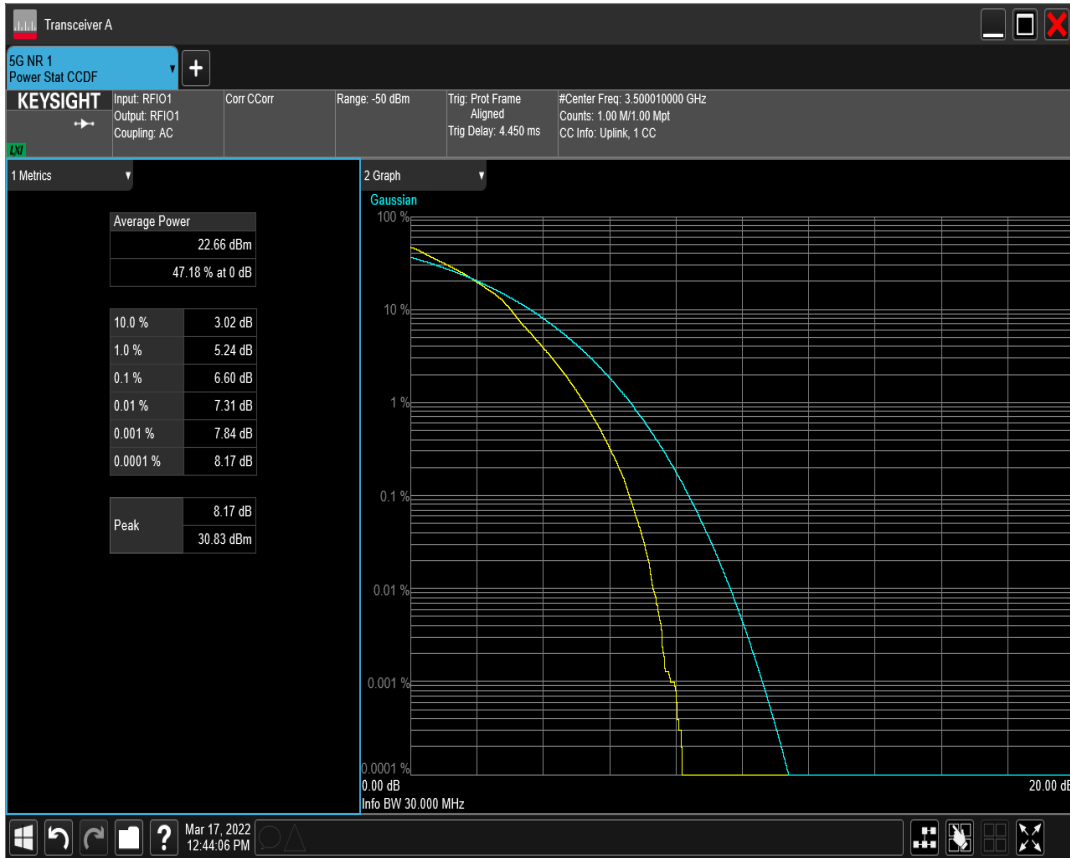 Transceiver A
5G NR 1
Power Stat CCDF
KEYSIGHT
LXI
Input: RFIO1
Output: RFIO1
Coupling: AC
Corr CCorr
Range: -50 dBm
Trig: Prot Frame
Aligned
Trig Delay: 4.450 ms
#Center Freq: 3.500010000 GHz
Counts: 1.00 M/1.00 Mpt
CC Info: Uplink, 1 CC
1 Metrics
Average Power
22.66 dBm
47.18 % at 0 dB
10.0 % 3.02 dB
1.0 % 5.24 dB
0.1 % 6.60 dB
0.01 % 7.31 dB
0.001 % 7.84 dB
0.0001 % 8.17 dB
Peak 8.17 dB
30.83 dBm
2 Graph
Gaussian
100 %
10 %
1 %
0.1 %
0.01 %
0.001 %
0.0001 %
0.00 dB 20.00 dB
Info BW 30.000 MHz
? Mar 17, 2022
12:44:06 PM